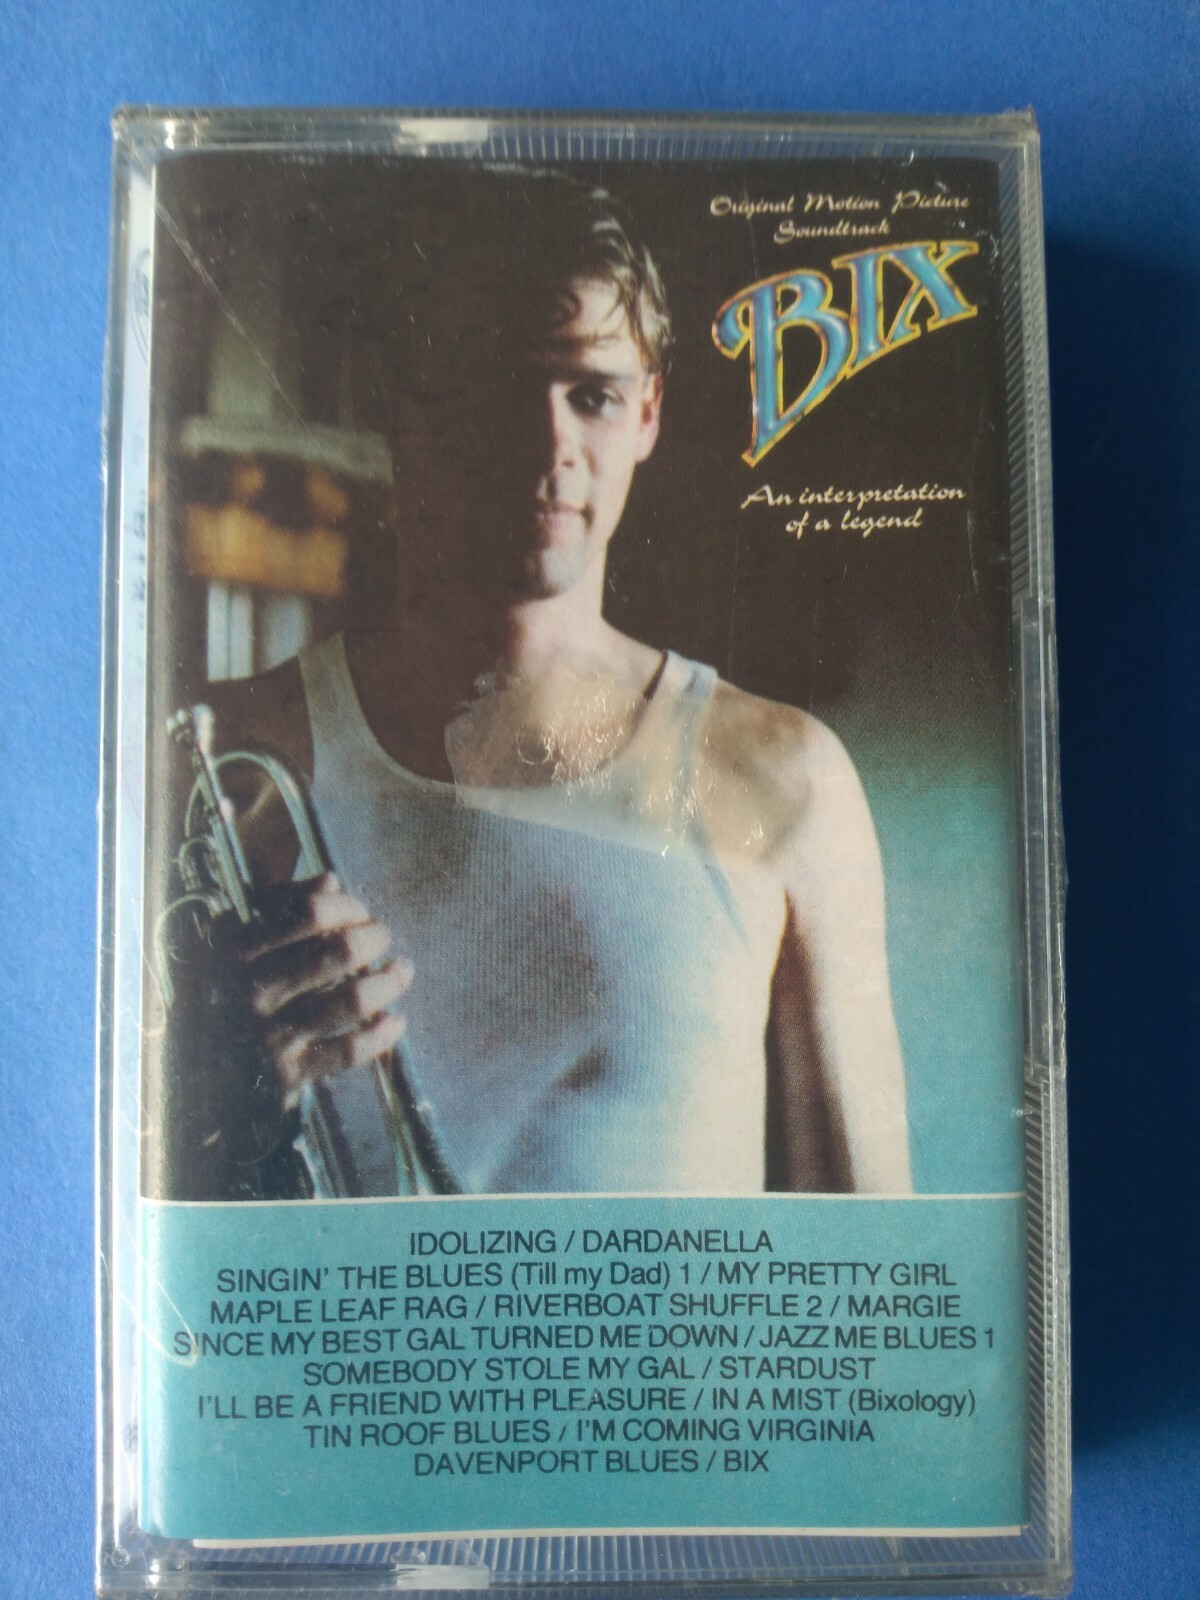 Original Motion Picture
Soundtrack
BIX
An interpretation
of a legend
IDOLIZING / DARDANELLA
SINGIN' THE BLUES (Till my Dad) 1 / MY PRETTY GIRL
MAPLE LEAF RAG / RIVERBOAT SHUFFLE 2 / MARGIE
SINCE MY BEST GAL TURNED ME DOWN / JAZZ ME BLUES 1
SOMEBODY STOLE MY GAL / STARDUST
I'LL BE A FRIEND WITH PLEASURE / IN A MIST (Bixology)
TIN ROOF BLUES / I'M COMING VIRGINIA
DAVENPORT BLUES / BIX